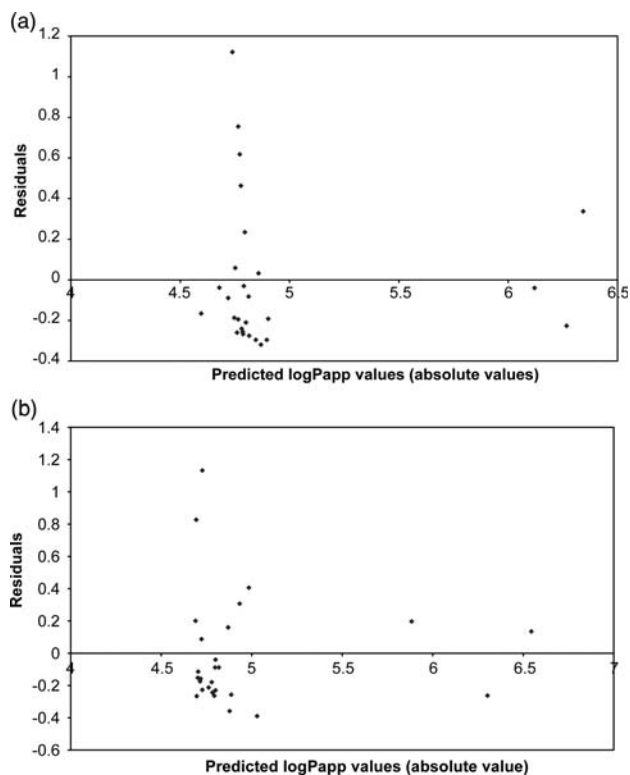 (a)
1.2
1
0.8
0.6
0.4
0.2
0
-0.2
-0.4
Residuals
4 4.5 5 5.5 6 6.5
Predicted logPapp values (absolute values)
(b)
1.4
1.2
1
0.8
0.6
0.4
0.2
0
-0.2
-0.4
-0.6
Residuals
4 4.5 5 5.5 6 6.5 7
Predicted logPapp values (absolute value)